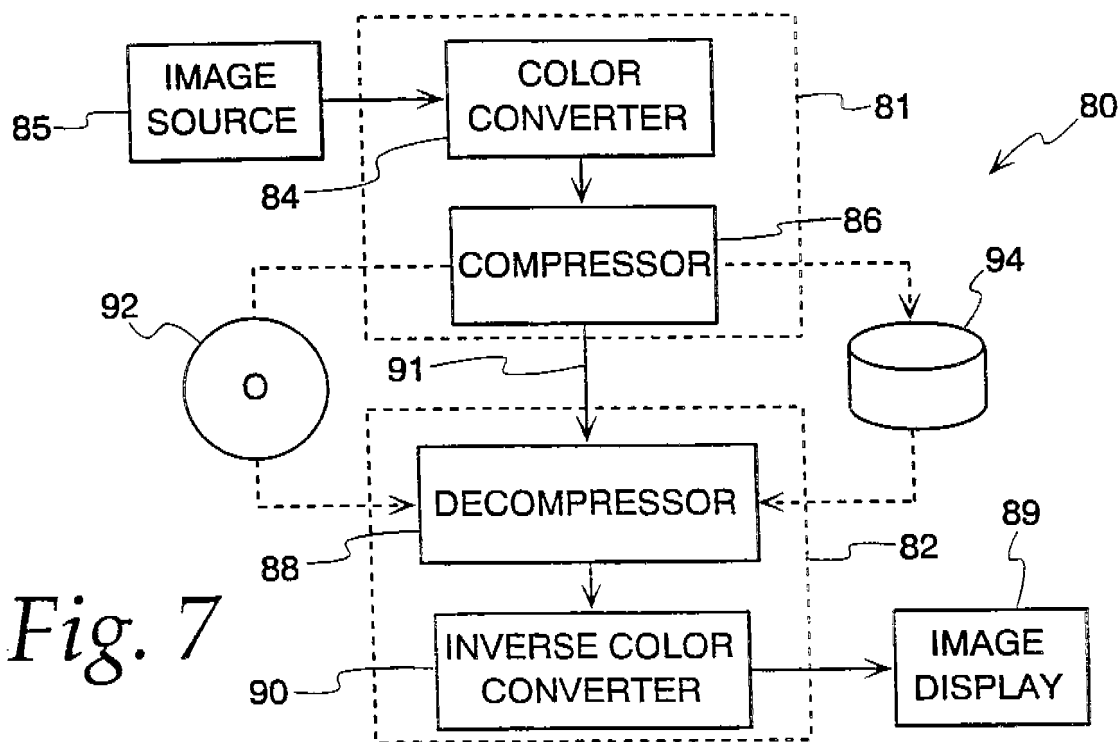 IMAGE
SOURCE
85
COLOR
CONVERTER
84
81
80
COMPRESSOR
86
92
O
91
94
DECOMPRESSOR
88
82
89
Fig. 7
INVERSE COLOR
CONVERTER
90
IMAGE
DISPLAY